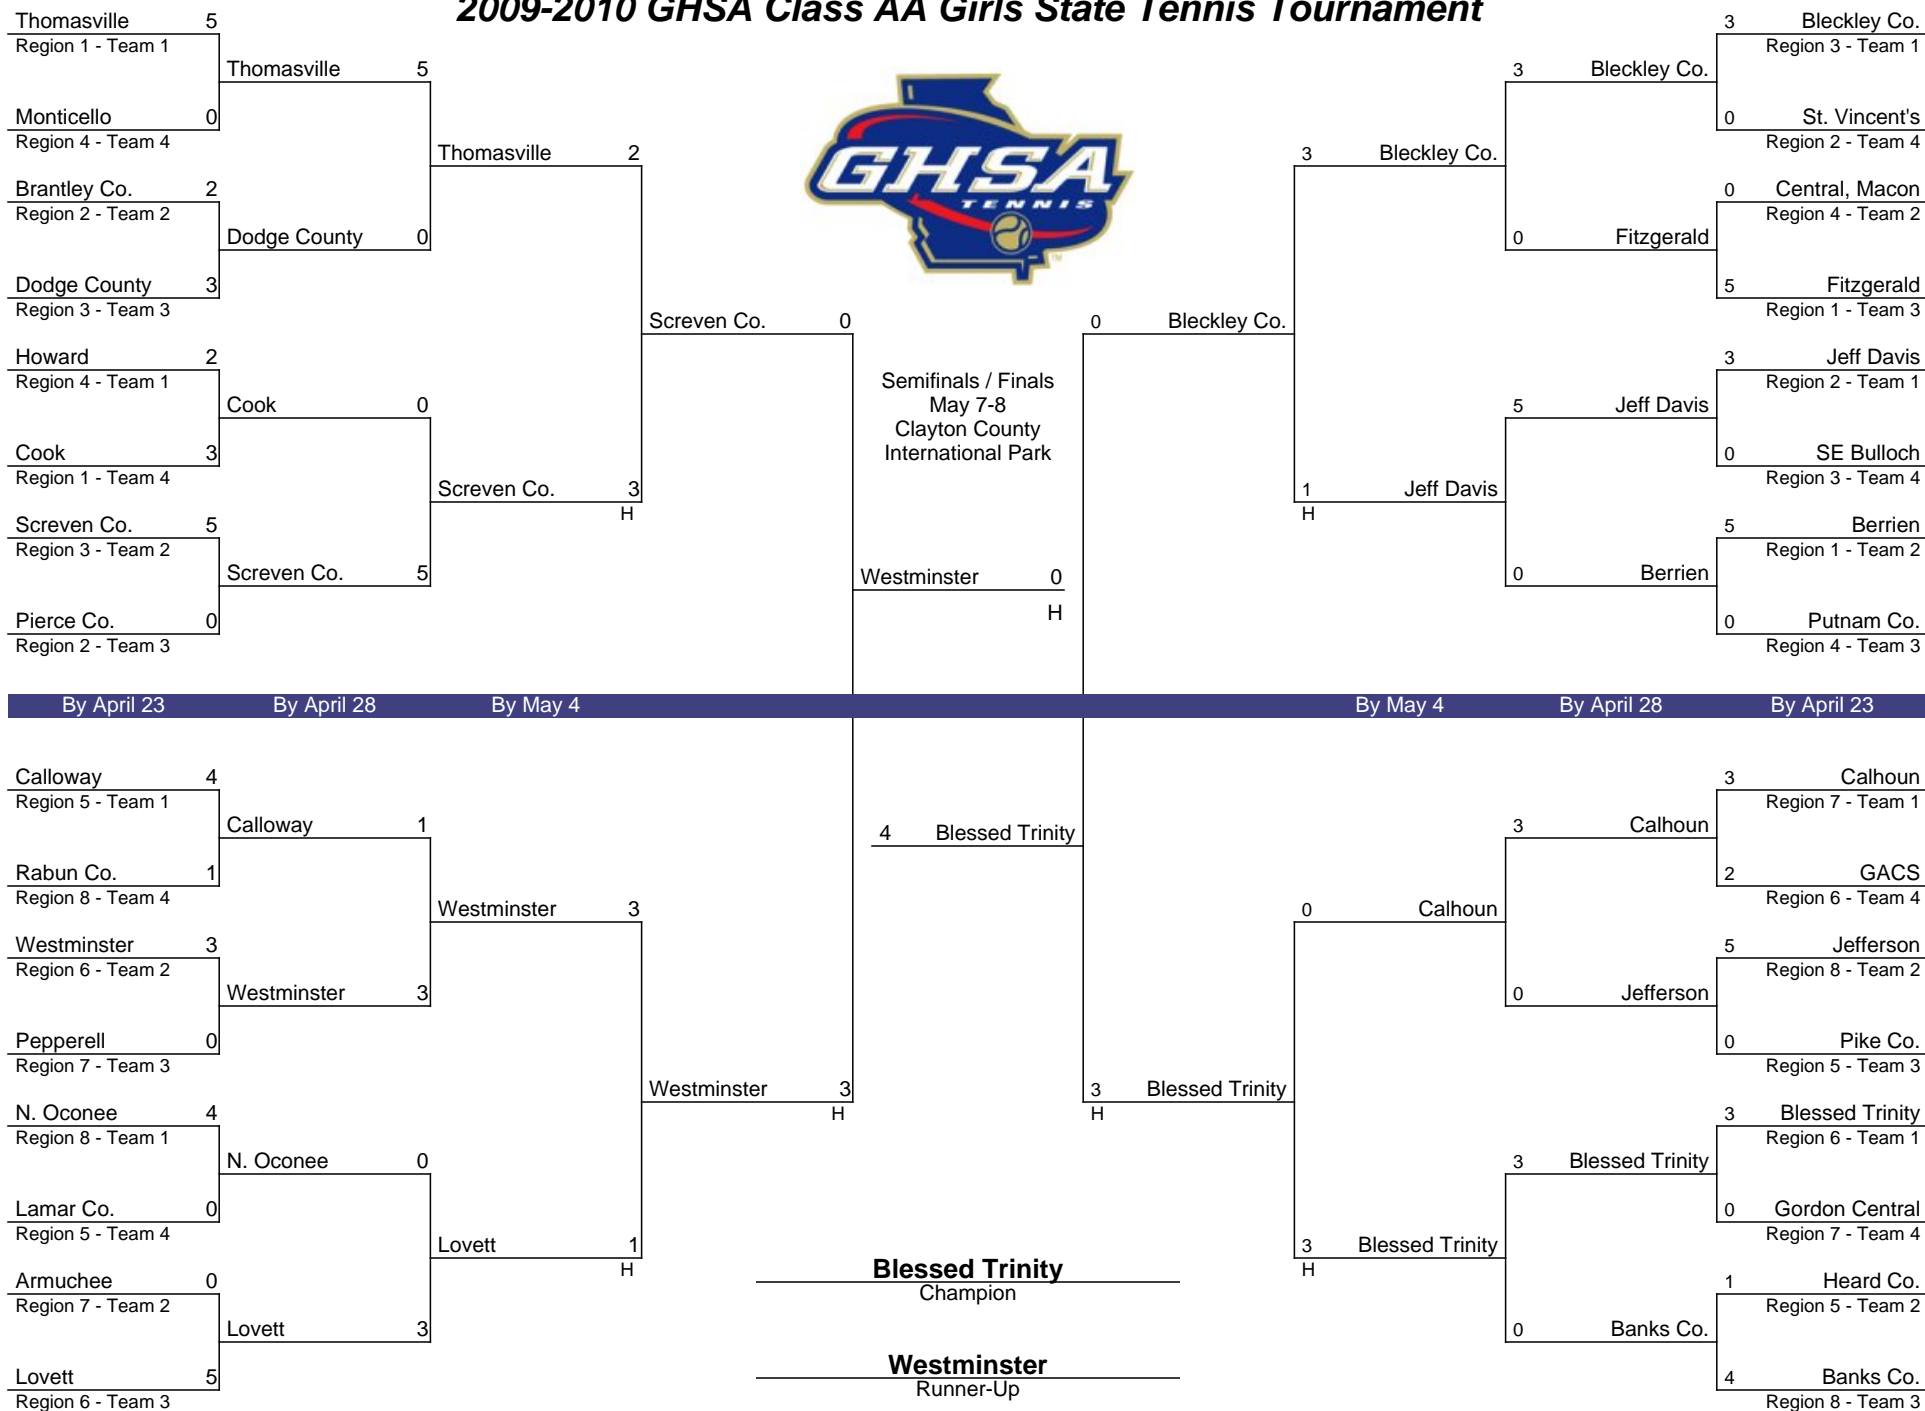 2009-2010 GHSA Class AA Girls State Tennis Tournament
Thomasville 5
Region 1 - Team 1
Thomasville 5
Monticello 0
Region 4 - Team 4
Thomasville 2
Brantley Co. 2
Region 2 - Team 2
Dodge County 0
Dodge County 3
Region 3 - Team 3
Screven Co. 0
Howard 2
Region 4 - Team 1
Cook 0
Cook 3
Region 1 - Team 4
Screven Co. 3
H
Screven Co. 5
Region 3 - Team 2
Screven Co. 5
Pierce Co. 0
Region 2 - Team 3
GHSA
TENNIS
TM
Semifinals / Finals
May 7-8
Clayton County
International Park
Westminster 0
H
3 Bleckley Co.
Region 3 - Team 1
3 Bleckley Co.
0 St. Vincent's
Region 2 - Team 4
3 Bleckley Co.
0 Central, Macon
Region 4 - Team 2
0 Fitzgerald
5 Fitzgerald
Region 1 - Team 3
0 Bleckley Co.
3 Jeff Davis
Region 2 - Team 1
5 Jeff Davis
0 SE Bulloch
Region 3 - Team 4
1 Jeff Davis
H
5 Berrien
Region 1 - Team 2
0 Berrien
0 Putnam Co.
Region 4 - Team 3
By April 23 By April 28 By May 4 By May 4 By April 28 By April 23
Calloway 4
Region 5 - Team 1
Calloway 1
Rabun Co. 1
Region 8 - Team 4
Westminster 3
Westminster 3
Region 6 - Team 2
Westminster 3
Pepperell 0
Region 7 - Team 3
Westminster 3
H
N. Oconee 4
Region 8 - Team 1
N. Oconee 0
Lamar Co. 0
Region 5 - Team 4
Lovett 1
H
Armuchee 0
Region 7 - Team 2
Lovett 3
Lovett 5
Region 6 - Team 3
4 Blessed Trinity
3 Calhoun
Region 7 - Team 1
3 Calhoun
2 GACS
Region 6 - Team 4
0 Calhoun
5 Jefferson
Region 8 - Team 2
0 Jefferson
0 Pike Co.
Region 5 - Team 3
3 Blessed Trinity
H
3 Blessed Trinity
Region 6 - Team 1
3 Blessed Trinity
0 Gordon Central
Region 7 - Team 4
3 Blessed Trinity
H
1 Heard Co.
Region 5 - Team 2
0 Banks Co.
4 Banks Co.
Region 8 - Team 3
Blessed Trinity
Champion
Westminster
Runner-Up